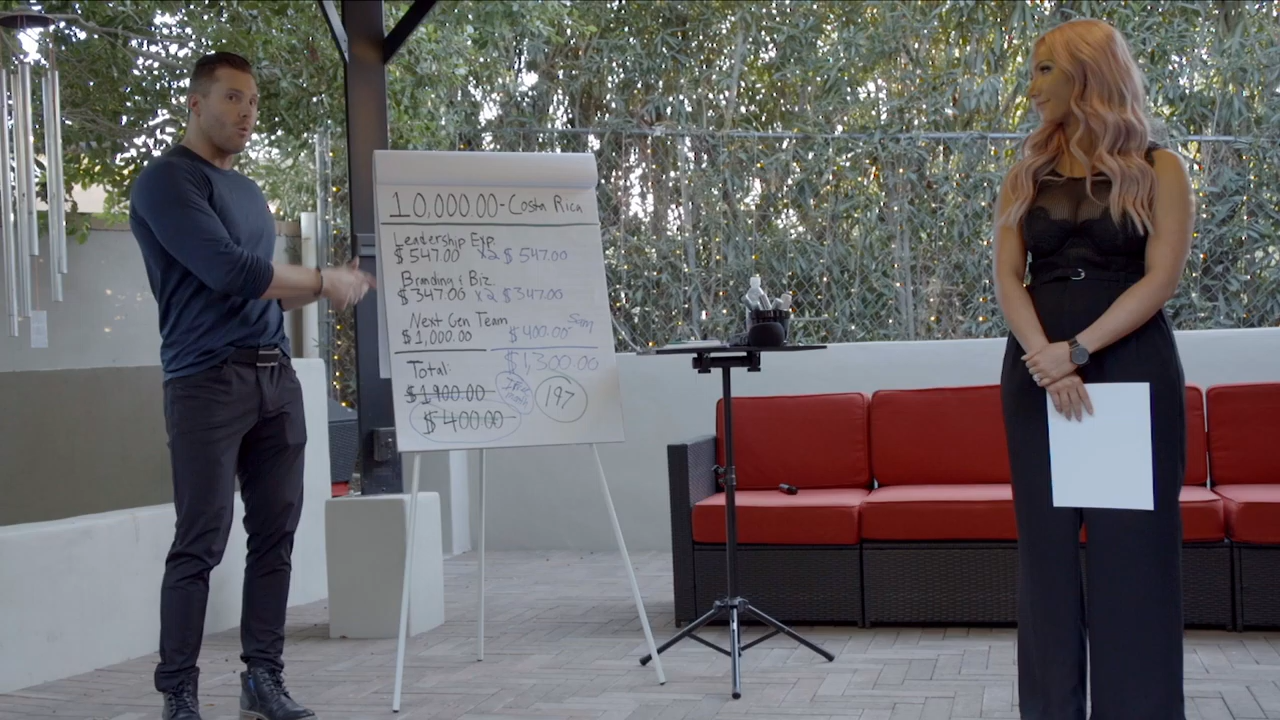 10,000.00 - Costa Rica
Leadership Exp.
$547.00 x2 $547.00
Branding & Biz.
$347.00 x2 $347.00
Next Gen Team
$1,000.00 $400.00
$1,300.00
Total:
$1,900.00
$400.00
197